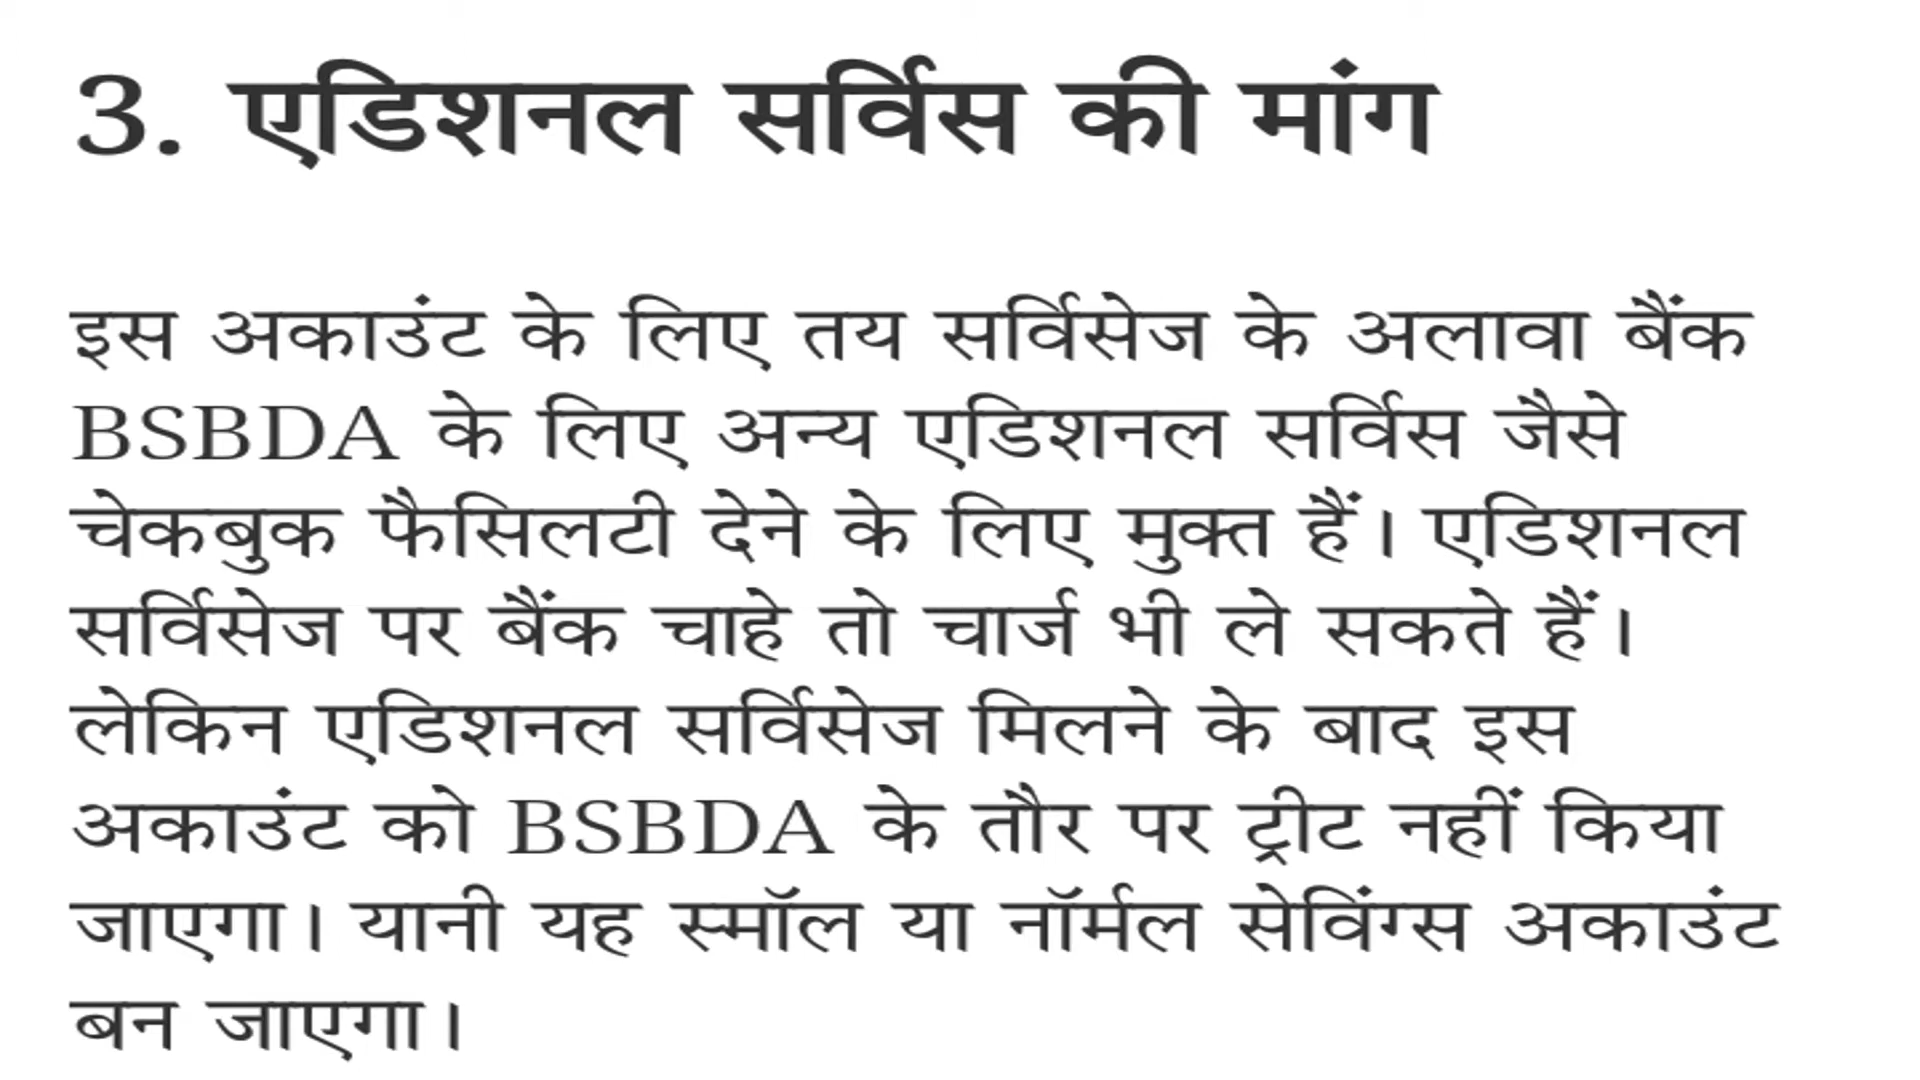 3. एडिशनल सर्विस की मांग
इस अकाउंट के लिए तय सर्विसेज के अलावा बैंक
BSBDA के लिए अन्य एडिशनल सर्विस जैसे
चेकबुक फैसिलटी देने के लिए मुक्त हैं। एडिशनल
सर्विसेज पर बैंक चाहे तो चार्ज भी ले सकते हैं।
लेकिन एडिशनल सर्विसेज मिलने के बाद इस
अकाउंट को BSBDA के तौर पर ट्रीट नहीं किया
जाएगा। यानी यह स्मॉल या नॉर्मल सेविंग्स अकाउंट
बन जाएगा।